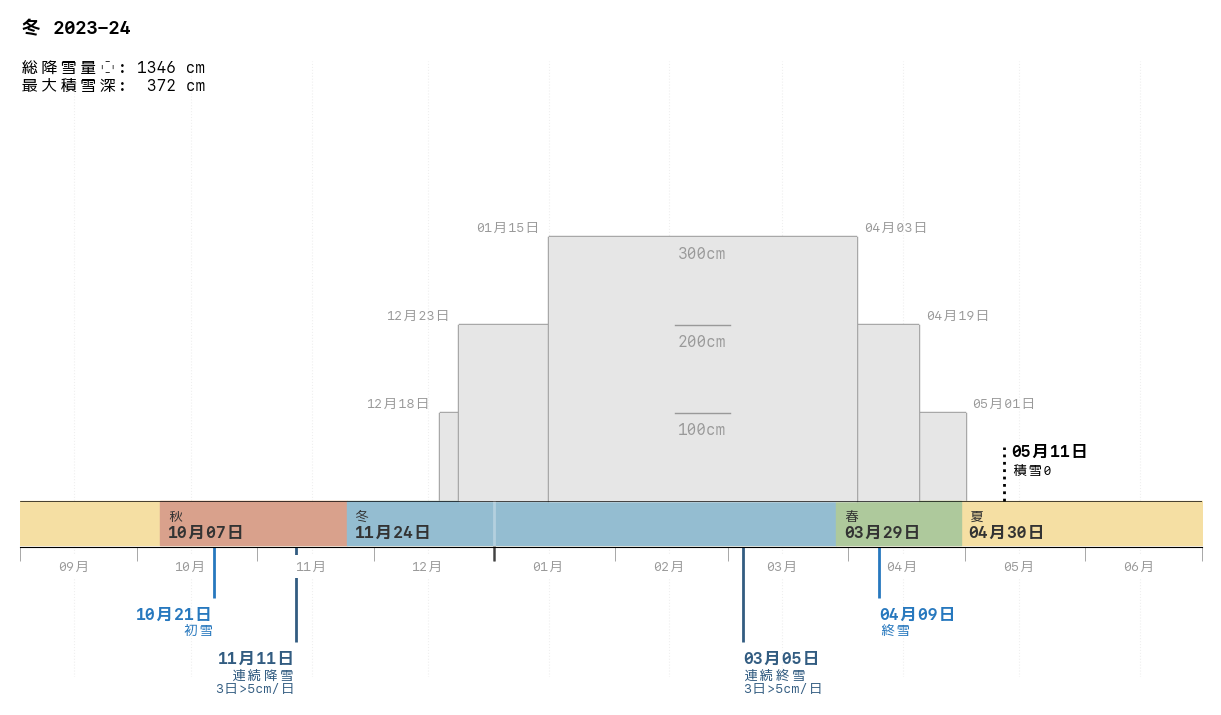 冬 2023–24
総降雪量◌: 1346 cm
最大積雪深: 372 cm
01月15日
04月03日
300cm
12月23日
04月19日
200cm
12月18日
05月01日
100cm
05月11日
積雪0
秋
10月07日
冬
11月24日
春
03月29日
夏
04月30日
09月
10月
11月
12月
01月
02月
03月
04月
05月
06月
10月21日
初雪
04月09日
終雪
11月11日
連続降雪
3日>5cm/日
03月05日
連続終雪
3日>5cm/日